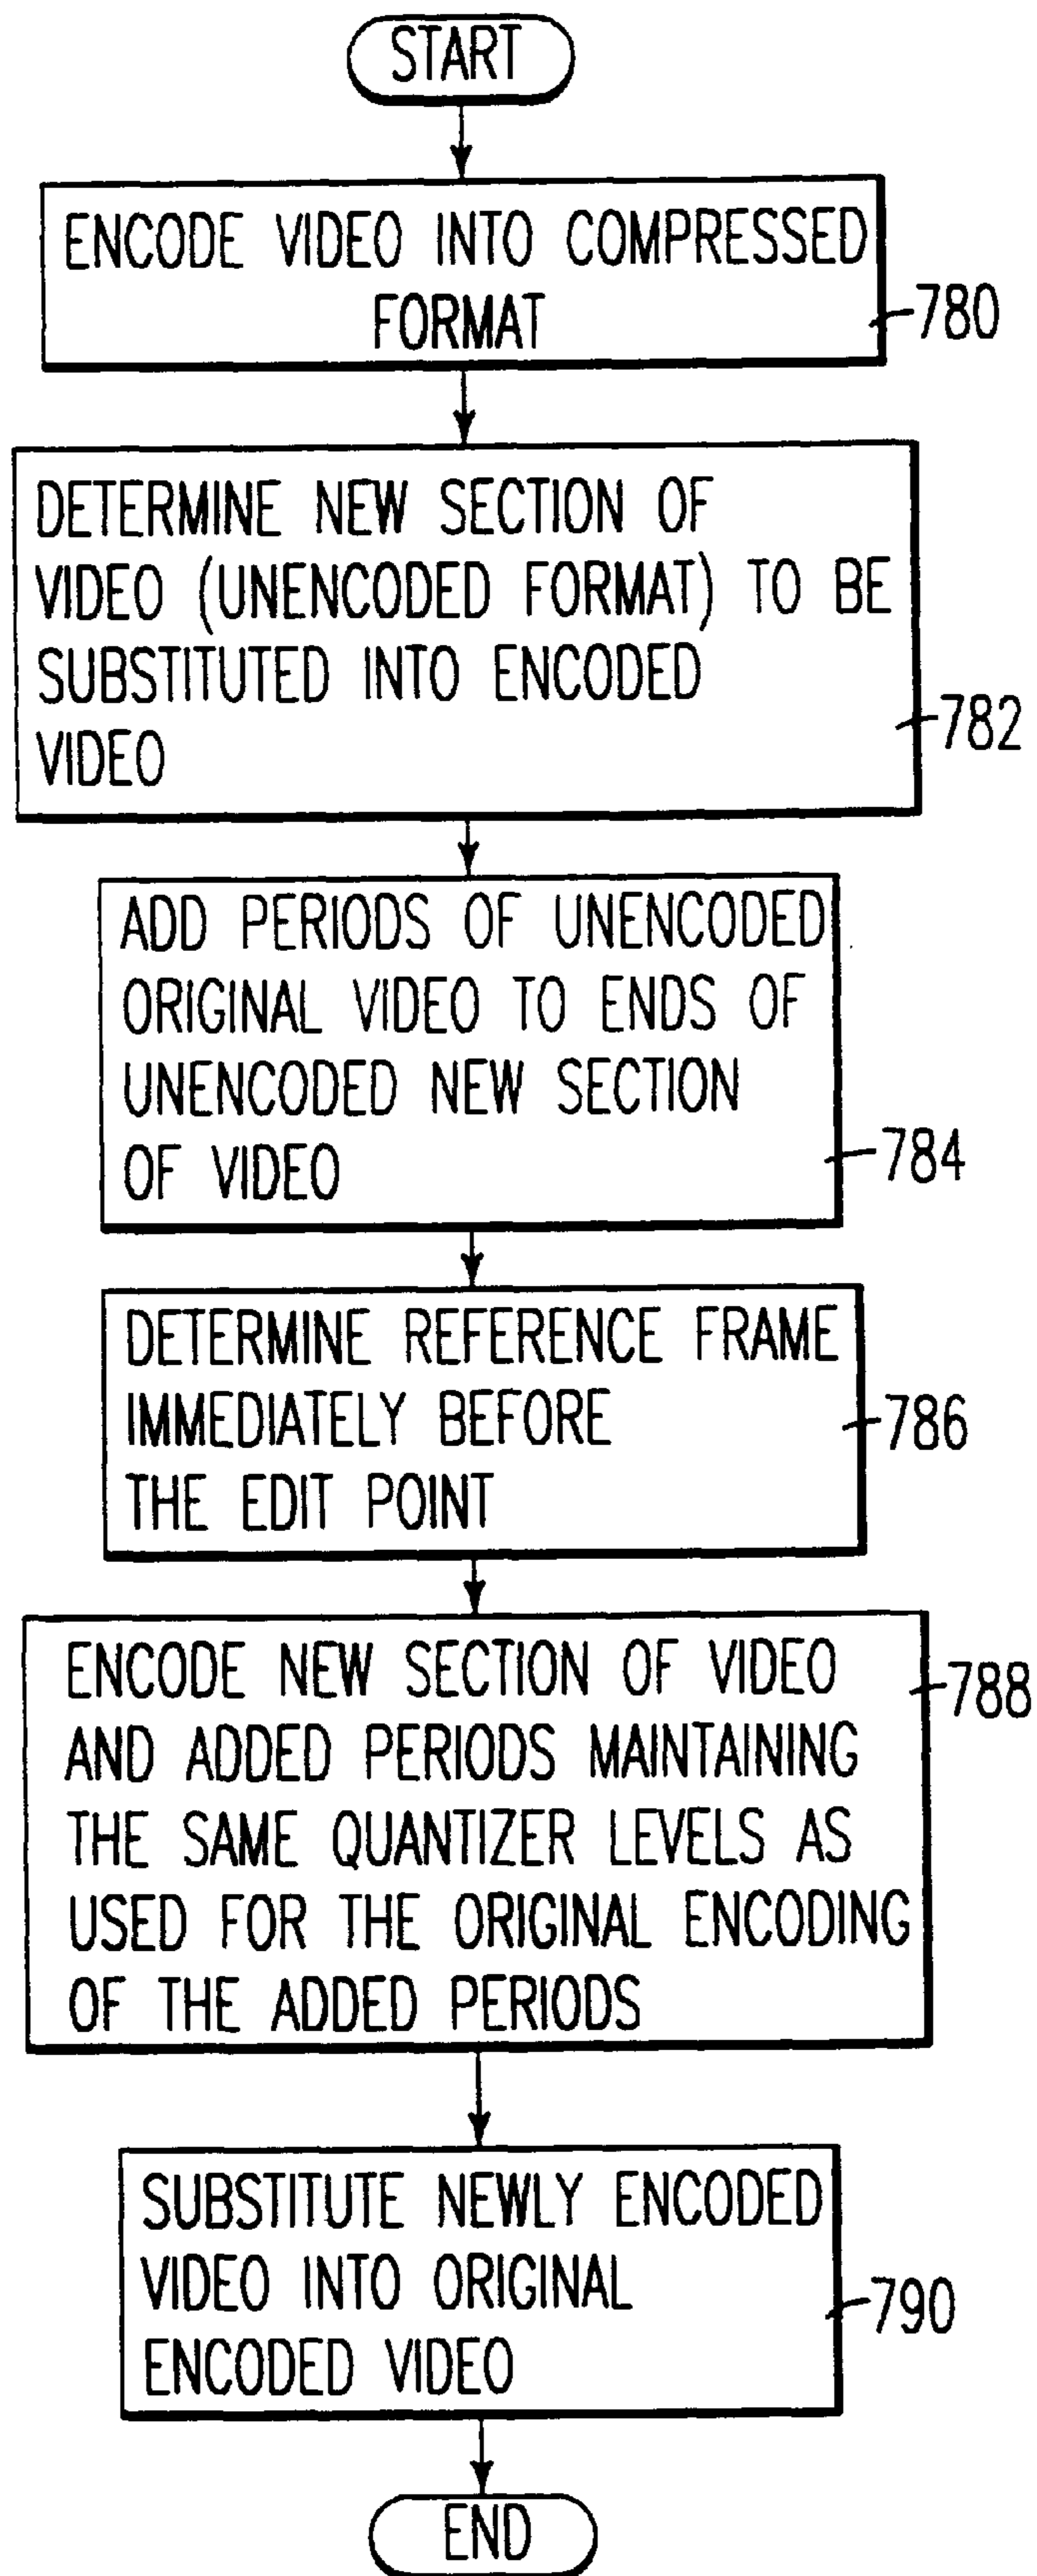 START
ENCODE VIDEO INTO COMPRESSED
FORMAT
780
DETERMINE NEW SECTION OF
VIDEO (UNENCODED FORMAT) TO BE
SUBSTITUTED INTO ENCODED
VIDEO
782
ADD PERIODS OF UNENCODED
ORIGINAL VIDEO TO ENDS OF
UNENCODED NEW SECTION
OF VIDEO
784
DETERMINE REFERENCE FRAME
IMMEDIATELY BEFORE
THE EDIT POINT
786
ENCODE NEW SECTION OF VIDEO
AND ADDED PERIODS MAINTAINING
THE SAME QUANTIZER LEVELS AS
USED FOR THE ORIGINAL ENCODING
OF THE ADDED PERIODS
788
SUBSTITUTE NEWLY ENCODED
VIDEO INTO ORIGINAL
ENCODED VIDEO
790
END